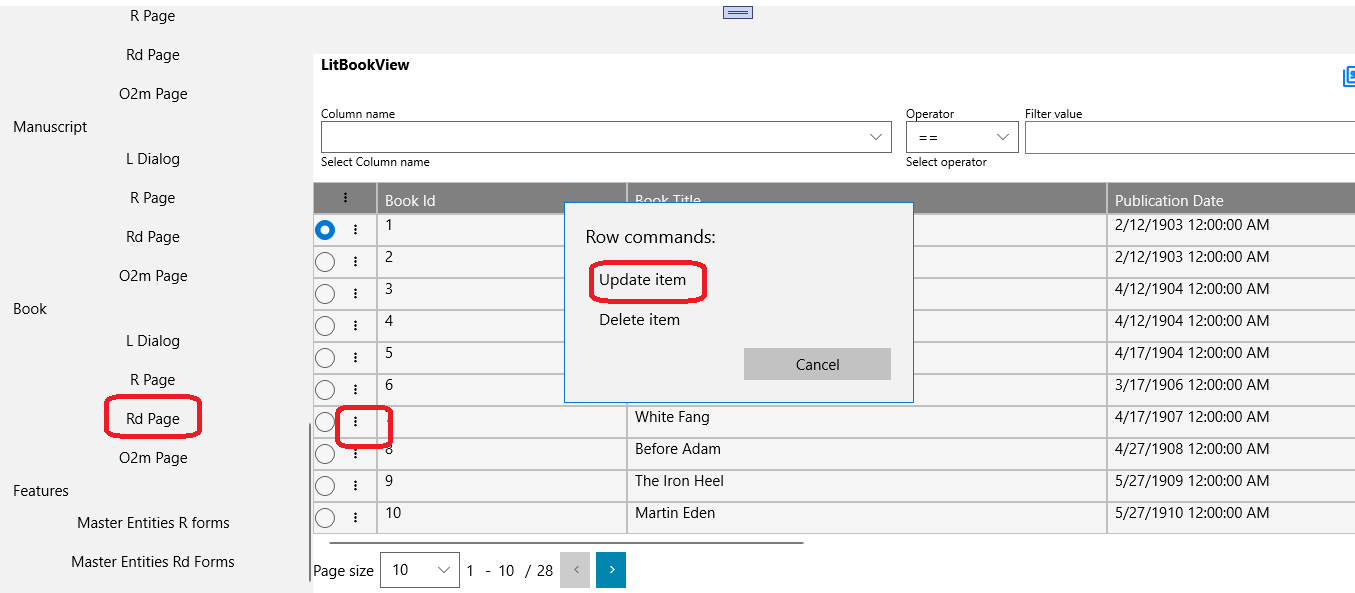 R Page
Rd Page
O2m Page
Manuscript
L Dialog
R Page
Rd Page
O2m Page
Book
L Dialog
R Page
Rd Page
O2m Page
Features
Master Entities R forms
Master Entities Rd Forms
LitBookView
Column name
Operator
Filter value
==
Select Column name
Select operator
Book Id
Book Title
Publication Date
1
2/12/1903 12:00:00 AM
2
2/12/1903 12:00:00 AM
3
4/12/1904 12:00:00 AM
4
4/12/1904 12:00:00 AM
5
4/17/1904 12:00:00 AM
6
3/17/1906 12:00:00 AM
White Fang
4/17/1907 12:00:00 AM
8
Before Adam
4/27/1908 12:00:00 AM
9
The Iron Heel
5/27/1909 12:00:00 AM
10
Martin Eden
5/27/1910 12:00:00 AM
Row commands:
Update item
Delete item
Cancel
Page size
10
1 - 10 / 28